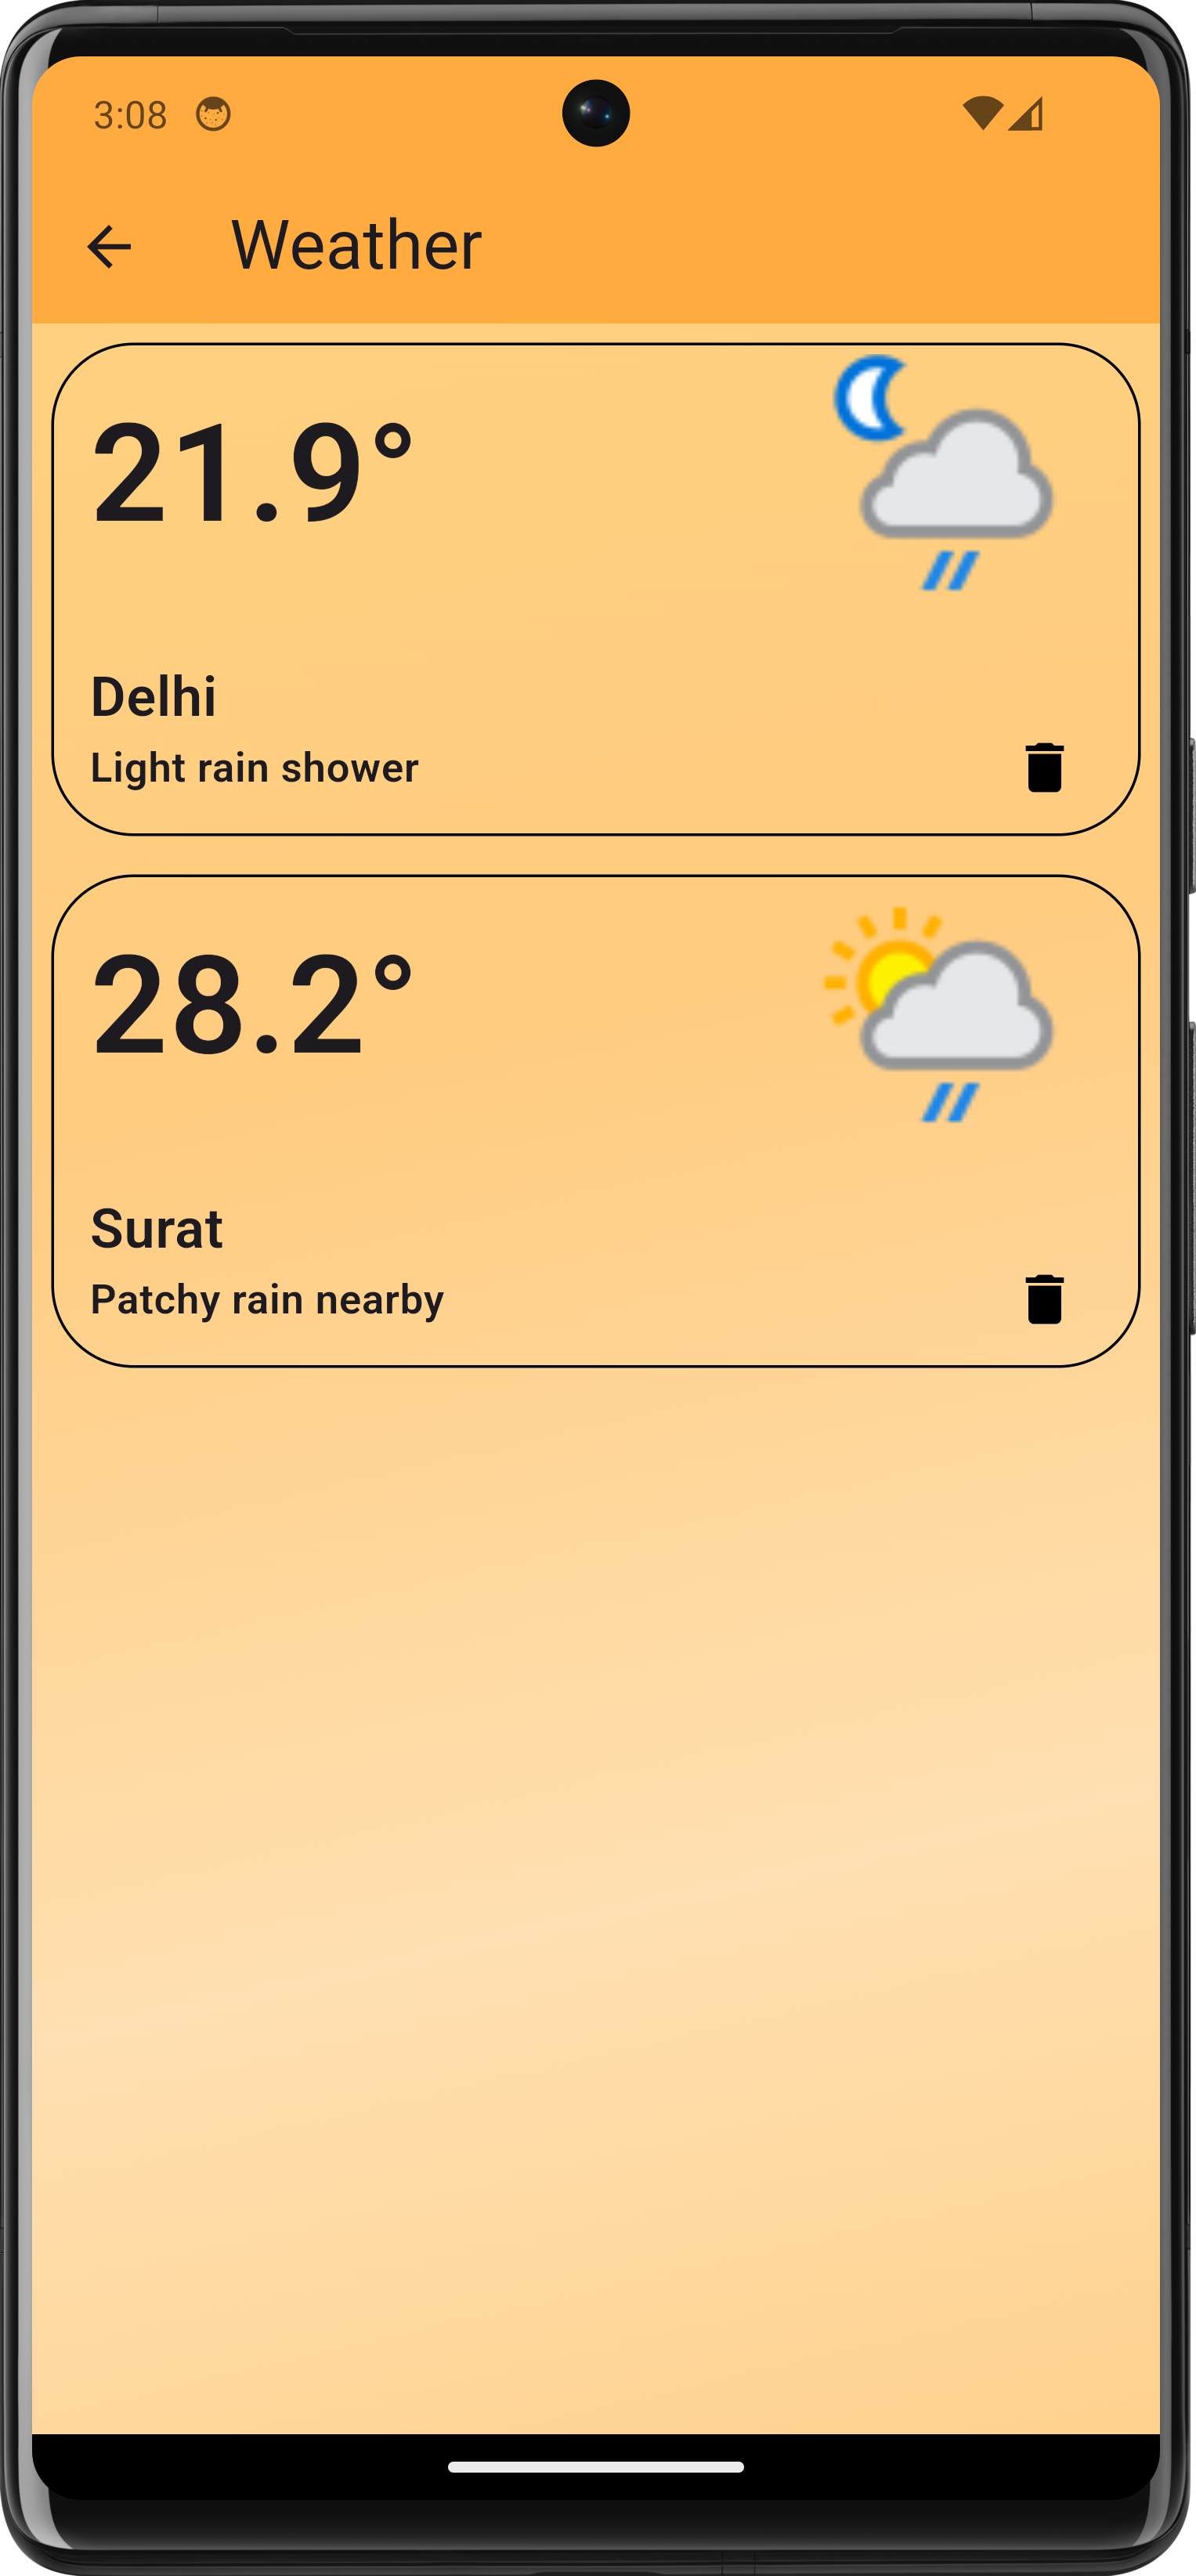 3:08
Weather
21.9°
Delhi
Light rain shower
28.2°
Surat
Patchy rain nearby